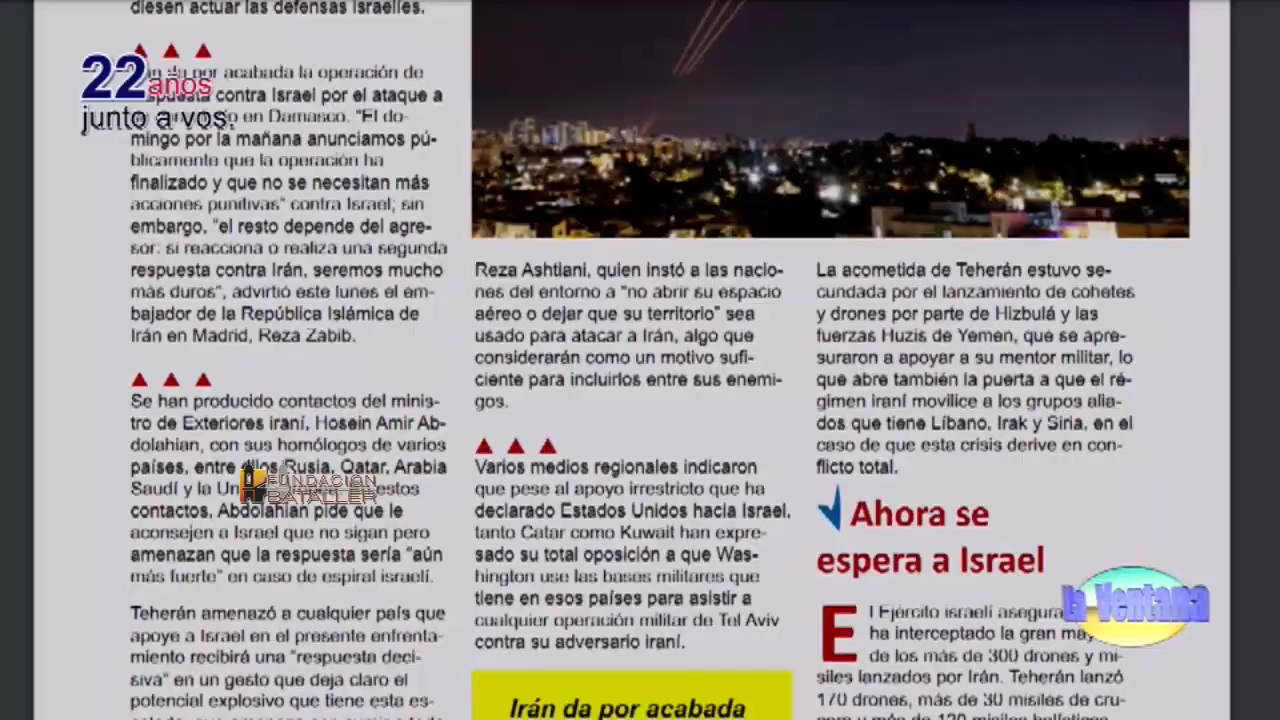 diesen actuar las defensas israelíes.
22
años
junto a vos.
da por acabada la operación de
contra Israel por el ataque a
en Damasco. "El do-
mingo por la mañana anunciamos pú-
blicamente que la operación ha
finalizado y que no se necesitan más
acciones punitivas" contra Israel; sin
embargo, "el resto depende del agre-
sor: si reacciona o realiza una segunda
respuesta contra Irán, seremos mucho
más duros", advirtió este lunes el em-
bajador de la República Islámica de
Irán en Madrid, Reza Zabib.
Se han producido contactos del minis-
tro de Exteriores iraní, Hosein Amir Ab-
dolahian, con sus homólogos de varios
países, entre ellos Rusia, Qatar, Arabia
Saudí y la
contactos, Abdolahian pide que le
aconsejen a Israel que no sigan pero
amenazan que la respuesta sería "aún
más fuerte" en caso de espiral israelí.
Teherán amenazó a cualquier país que
apoye a Israel en el presente enfrenta-
miento recibirá una "respuesta deci-
siva" en un gesto que deja claro el
potencial explosivo que tiene esta es-
FUNDACION
BATALLER
Reza Ashtiani, quien instó a las nacio-
nes del entorno a "no abrir su espacio
aéreo o dejar que su territorio" sea
usado para atacar a Irán, algo que
considerarán como un motivo sufi-
ciente para incluirlos entre sus enemi-
gos.
Varios medios regionales indicaron
que pese al apoyo irrestricto que ha
declarado Estados Unidos hacia Israel,
tanto Catar como Kuwait han expre-
sado su total oposición a que Was-
hington use las bases militares que
tiene en esos países para asistir a
cualquier operación militar de Tel Aviv
contra su adversario iraní.
Irán da por acabada
La acometida de Teherán estuvo se-
cundada por el lanzamiento de cohetes
y drones por parte de Hizbulá y las
fuerzas Huzis de Yemen, que se apre-
suraron a apoyar a su mentor militar, lo
que abre también la puerta a que el ré-
gimen iraní movilice a los grupos alia-
dos que tiene Líbano, Irak y Siria, en el
caso de que esta crisis derive en con-
flicto total.
Ahora se
espera a Israel
El Ejército israelí asegura
ha interceptado la gran
de los más de 300 drones y mi-
siles lanzados por Irán. Teherán lanzó
170 drones, más de 30 misiles de cru-
cero y más de 120 misiles balísticos
la Ventana